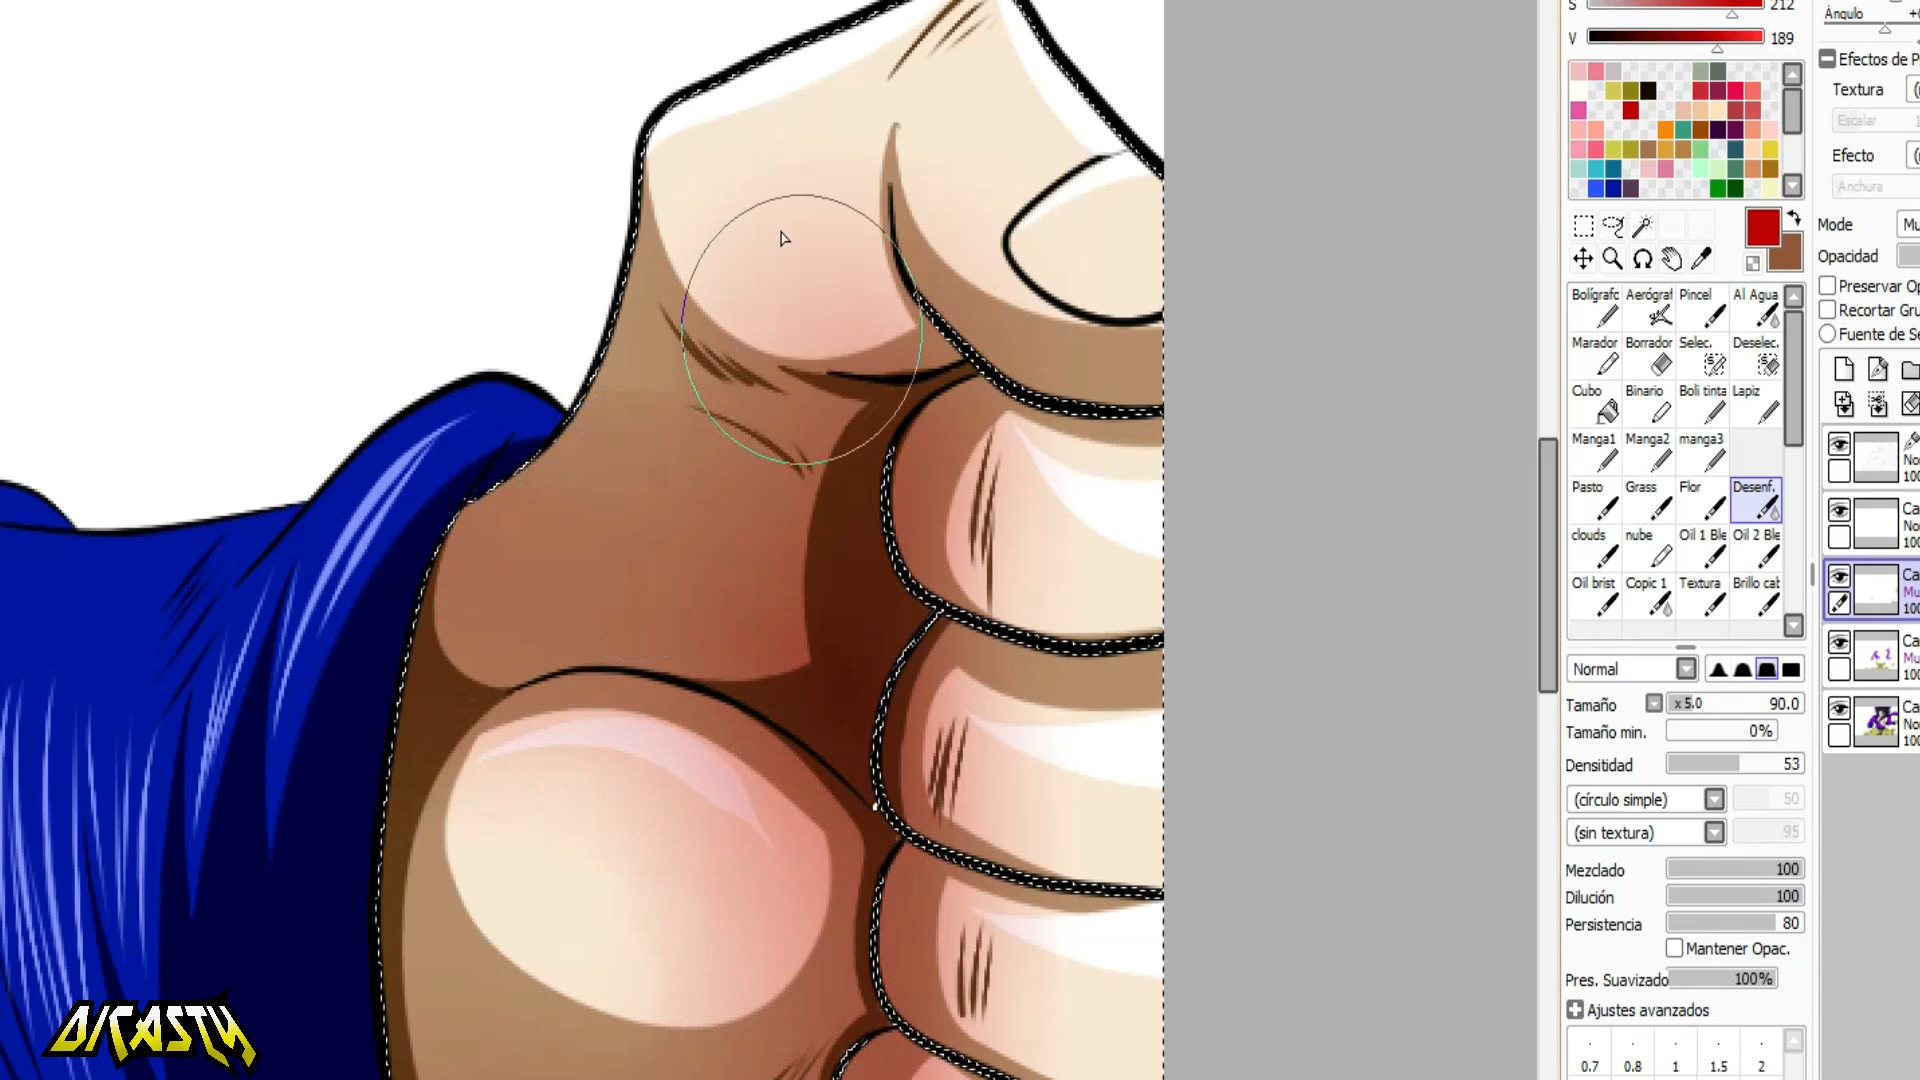 S 212
V 189
Ángulo
Efectos de P
Textura
Escalar
Efecto
Anchura
Mode Mu
Opacidad
Preservar Op
Recortar Gru
Fuente de Se
Bolígrafo Aerógraf Pincel Al Agua
Marador Borrador Selec. Deselec.
Cubo Binario Boli tinta Lapiz
Manga1 Manga2 manga3
Pasto Grass Flor Desenf.
clouds nube Oil 1 Ble Oil 2 Ble
Oil brist Copic 1 Textura Brillo cab
No
100
Ca
No
100
Ca
Mu
100
Ca
Mu
100
Ca
No
100
Normal
Tamaño x 5.0 90.0
Tamaño min. 0%
Densitidad 53
(círculo simple) 50
(sin textura) 95
Mezclado 100
Dilución 100
Persistencia 80
Mantener Opac.
Pres. Suavizado 100%
Ajustes avanzados
0.7 0.8 1 1.5 2
DICASTY